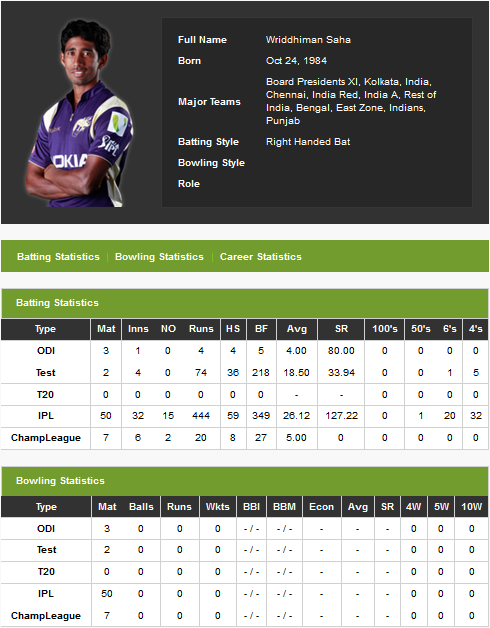 Full Name Wriddhiman Saha
Born Oct 24, 1984
Major Teams Board Presidents XI, Kolkata, India,
Chennai, India Red, India A, Rest of
India, Bengal, East Zone, Indians,
Punjab
Batting Style Right Handed Bat
Bowling Style
Role
NOKIA
Batting Statistics | Bowling Statistics | Career Statistics
Batting Statistics
Type Mat Inns NO Runs HS BF Avg SR 100's 50's 6's 4's
ODI 3 1 0 4 4 5 4.00 80.00 0 0 0 0
Test 2 4 0 74 36 218 18.50 33.94 0 0 1 5
T20 0 0 0 0 0 0 - - 0 0 0 0
IPL 50 32 15 444 59 349 26.12 127.22 0 1 20 32
ChampLeague 7 6 2 20 8 27 5.00 0 0 0 0 0
Bowling Statistics
Type Mat Balls Runs Wkts BBI BBM Econ Avg SR 4W 5W 10W
ODI 3 0 0 0 - / - - / - - - - 0 0 0
Test 2 0 0 0 - / - - / - - - - 0 0 0
T20 0 0 0 0 - / - - / - - - - 0 0 0
IPL 50 0 0 0 - / - - / - - - - 0 0 0
ChampLeague 7 0 0 0 - / - - / - - - - 0 0 0